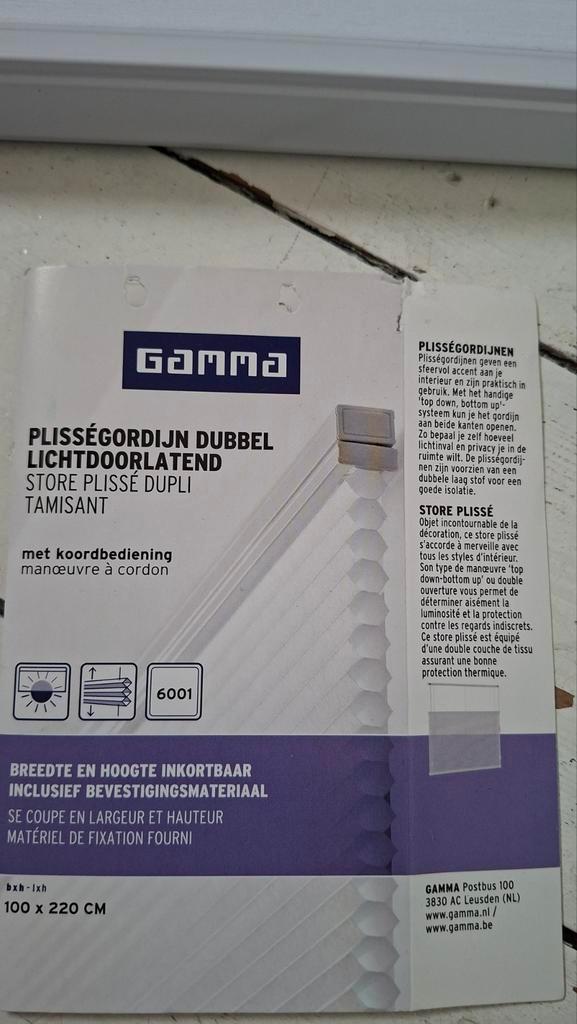 GAMMA
PLISSÉGORDIJN DUBBEL
LICHTDOORLATEND
STORE PLISSÉ DUPLI
TAMISANT
met koordbediening
manœuvre à cordon
6001
BREEDTE EN HOOGTE INKORTBAAR
INCLUSIEF BEVESTIGINGSMATERIAAL
SE COUPE EN LARGEUR ET HAUTEUR
MATÉRIEL DE FIXATION FOURNI
bxh - lxh
100 x 220 CM
PLISSÉGORDIJNEN
Plisségordijnen geven een
sfeervol accent aan je
interieur en zijn praktisch in
gebruik. Met het handige
'top down, bottom up'-
systeem kun je het gordijn
aan beide kanten openen.
Zo bepaal je zelf hoeveel
lichtinval en privacy je in de
ruimte wilt. De plisségordij-
nen zijn voorzien van een
dubbele laag stof voor een
goede isolatie.
STORE PLISSÉ
Objet incontournable de la
décoration, ce store plissé
s'accorde à merveille avec
tous les styles d'intérieur.
Son type de manœuvre 'top
down-bottom up' ou double
ouverture vous permet de
déterminer aisément la
luminosité et la protection
contre les regards indiscrets.
Ce store plissé est équipé
d'une double couche de tissu
assurant une bonne
protection thermique.
GAMMA Postbus 100
3830 AC Leusden (NL)
www.gamma.nl /
www.gamma.be